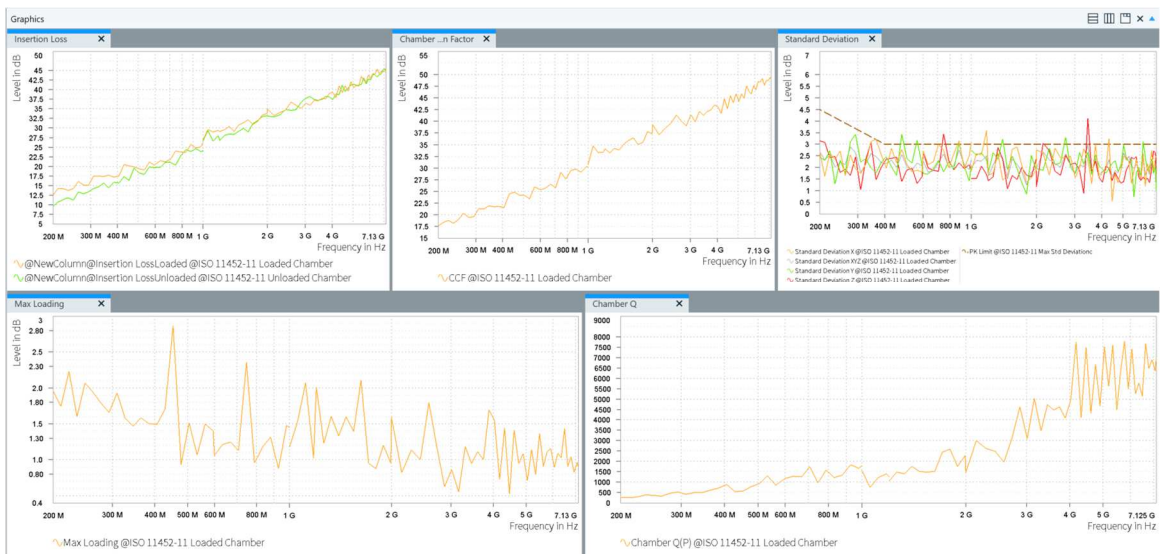 Graphics
Insertion Loss
Level in dB
50
45
42.5
40
37.5
35
32.5
30
27.5
25
22.5
20
17.5
15
12.5
10
7.5
5
200 M 300 M 400 M 600 M 800 M 1 G 2 G 3 G 4 G 5 G 7.13 G
Frequency in Hz
@NewColumn@Insertion LossLoaded @ISO 11452-11 Loaded Chamber
@NewColumn@Insertion LossUnloaded @ISO 11452-11 Unloaded Chamber
Chamber ...n Factor
Level in dB
55
50
45
42.5
40
37.5
35
32.5
30
27.5
25
22.5
20
17.5
15
200 M 300 M 400 M 600 M 800 M 1 G 2 G 3 G 4 G 5 G 7.13 G
Frequency in Hz
CCF @ISO 11452-11 Loaded Chamber
Standard Deviation
Level in dB
7
6
5
4.5
4
3.5
3
2.5
2
1.5
1
0.5
0
200 M 300 M 400 M 600 M 800 M 1 G 2 G 3 G 4 G 5 G 7.13 G
Frequency in Hz
Standard Deviation X @ISO 11452-11 Loaded Chamber
Standard Deviation XYZ @ISO 11452-11 Loaded Chamber
Standard Deviation Y @ISO 11452-11 Loaded Chamber
Standard Deviation Z @ISO 11452-11 Loaded Chamber
PK Limit @ISO 11452-11 Max Std Deviation
Max Loading
Level in dB
3
2.80
2.5
2.30
2.0
1.80
1.5
1.30
1.0
0.80
0.4
200 M 300 M 400 M 500 M 600 M 800 M 1 G 2 G 3 G 4 G 5 G 7.13 G
Frequency in Hz
Max Loading @ISO 11452-11 Loaded Chamber
Chamber Q
9000
8000
7500
7000
6500
6000
5500
5000
4500
4000
3500
3000
2500
2000
1500
1000
500
0
200 M 300 M 400 M 500 M 600 M 800 M 1 G 2 G 3 G 4 G 5 G 7.125 G
Frequency in Hz
Chamber Q(P) @ISO 11452-11 Loaded Chamber